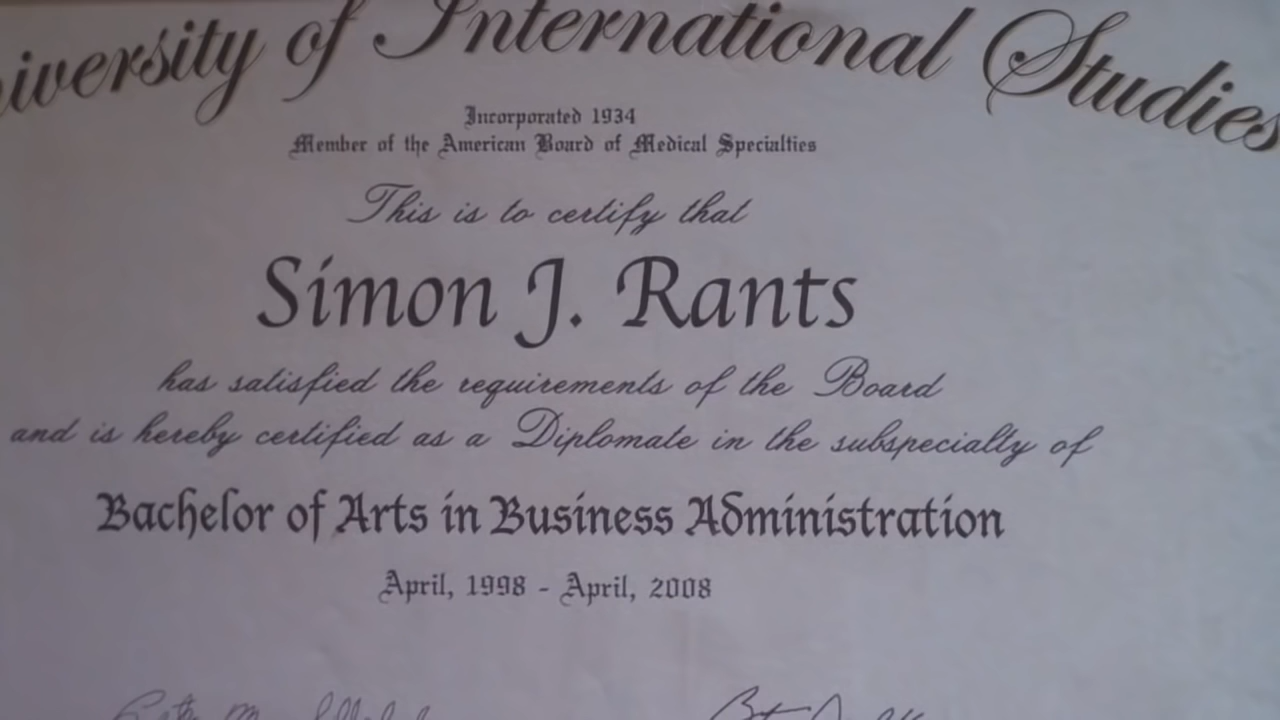 iversity of International Studies
Incorporated 1934
Member of the American Board of Medical Specialties
This is to certify that
Simon J. Rants
has satisfied the requirements of the Board
and is hereby certified as a Diplomate in the subspecialty of
Bachelor of Arts in Business Administration
April, 1998 - April, 2008